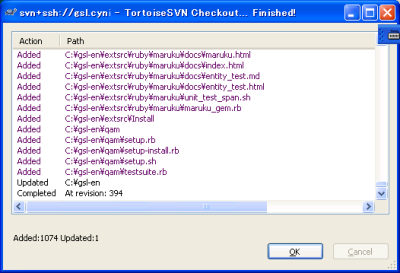 svn+ssh://gsl.cyni - TortoiseSVN Checkout... Finished!
Action Path
Added C:¥gsl-en¥extsrc¥ruby¥maruku¥docs¥maruku.html
Added C:¥gsl-en¥extsrc¥ruby¥maruku¥docs¥index.html
Added C:¥gsl-en¥extsrc¥ruby¥maruku¥docs¥entity_test.md
Added C:¥gsl-en¥extsrc¥ruby¥maruku¥docs¥entity_test.html
Added C:¥gsl-en¥extsrc¥ruby¥maruku¥unit_test_span.sh
Added C:¥gsl-en¥extsrc¥ruby¥maruku¥maruku_gem.rb
Added C:¥gsl-en¥extsrc¥Install
Added C:¥gsl-en¥qam
Added C:¥gsl-en¥qam¥setup.rb
Added C:¥gsl-en¥qam¥setup-install.rb
Added C:¥gsl-en¥qam¥setup.sh
Added C:¥gsl-en¥qam¥testsuite.rb
Updated C:¥gsl-en
Completed At revision: 394
Added:1074 Updated:1
OK Cancel